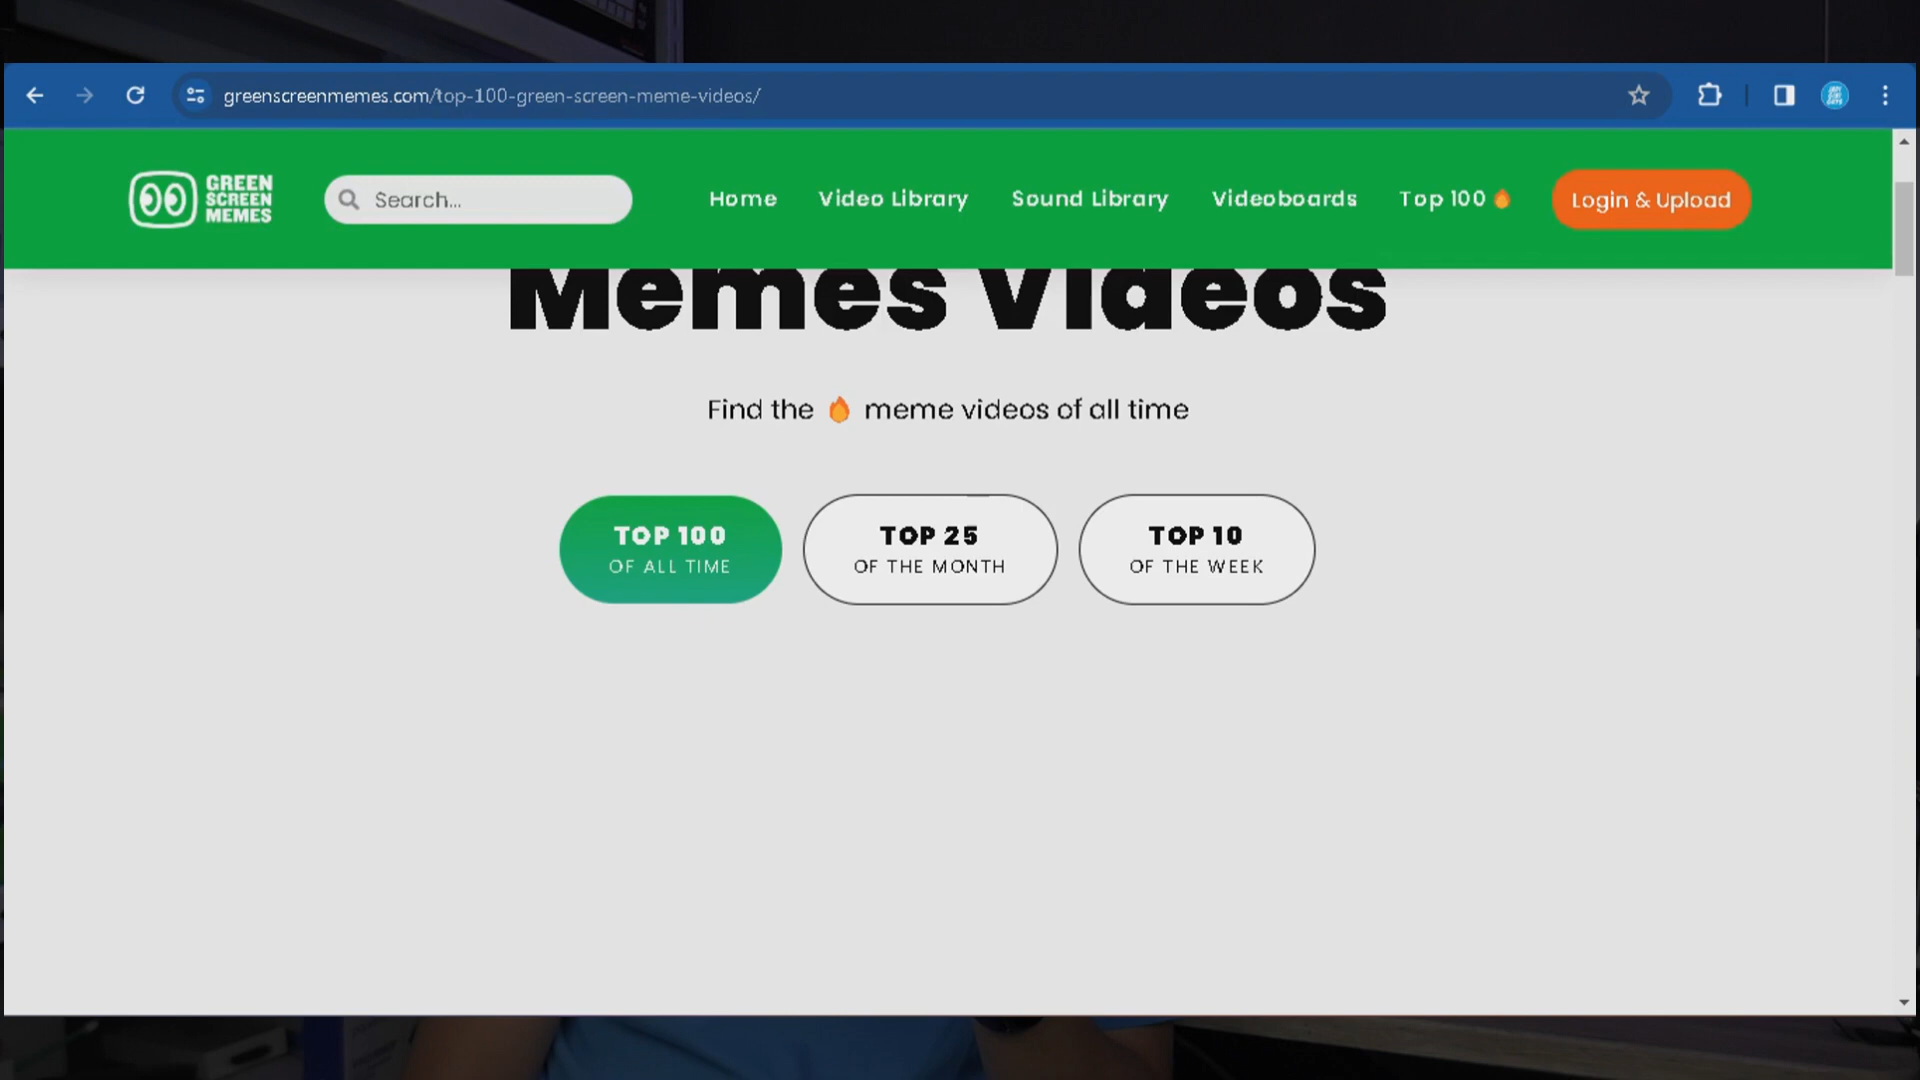 greenscreenmemes.com/top-100-green-screen-meme-videos/
GREEN
SCREEN
MEMES
Search...
Home
Video Library
Sound Library
Videoboards
Top 100 🔥
Login & Upload
Memes Videos
Find the 🔥 meme videos of all time
TOP 100
OF ALL TIME
TOP 25
OF THE MONTH
TOP 10
OF THE WEEK